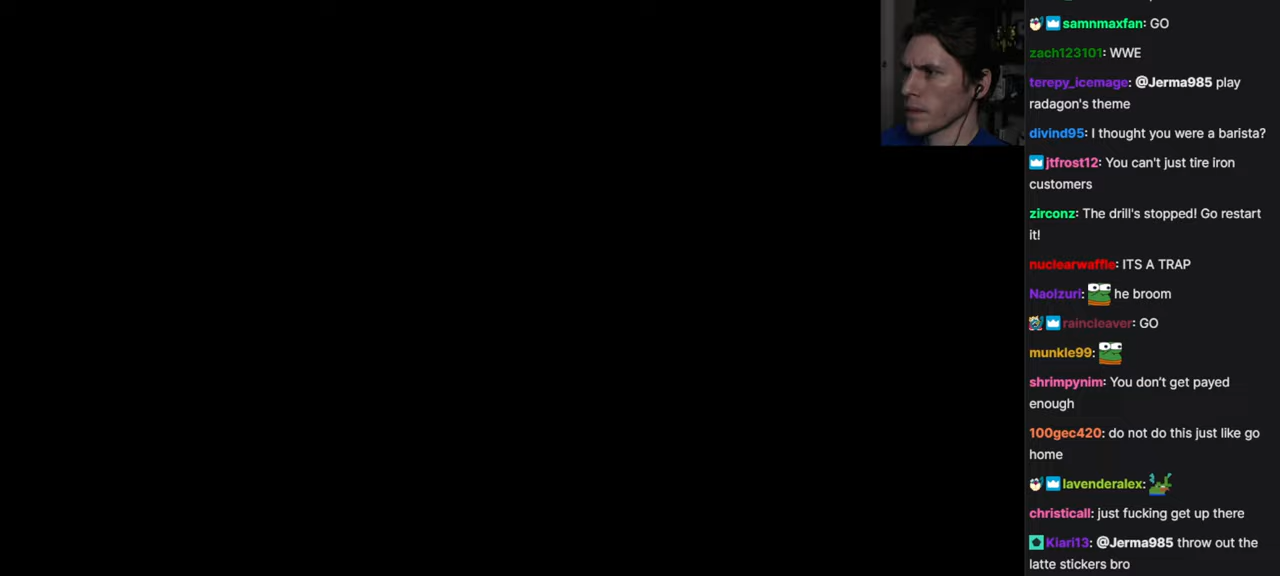 samnmaxfan: GO
zach123101: WWE
terepy_icemage: @Jerma985 play
radagon's theme
divind95: I thought you were a barista?
jtfrost12: You can't just tire iron
customers
zirconz: The drill's stopped! Go restart
it!
nuclearwaffle: ITS A TRAP
Naolzuri: he broom
raincleaver: GO
munkle99:
shrimpynim: You don't get payed
enough
100gec420: do not do this just like go
home
lavenderalex:
christicall: just fucking get up there
Kiari13: @Jerma985 throw out the
latte stickers bro